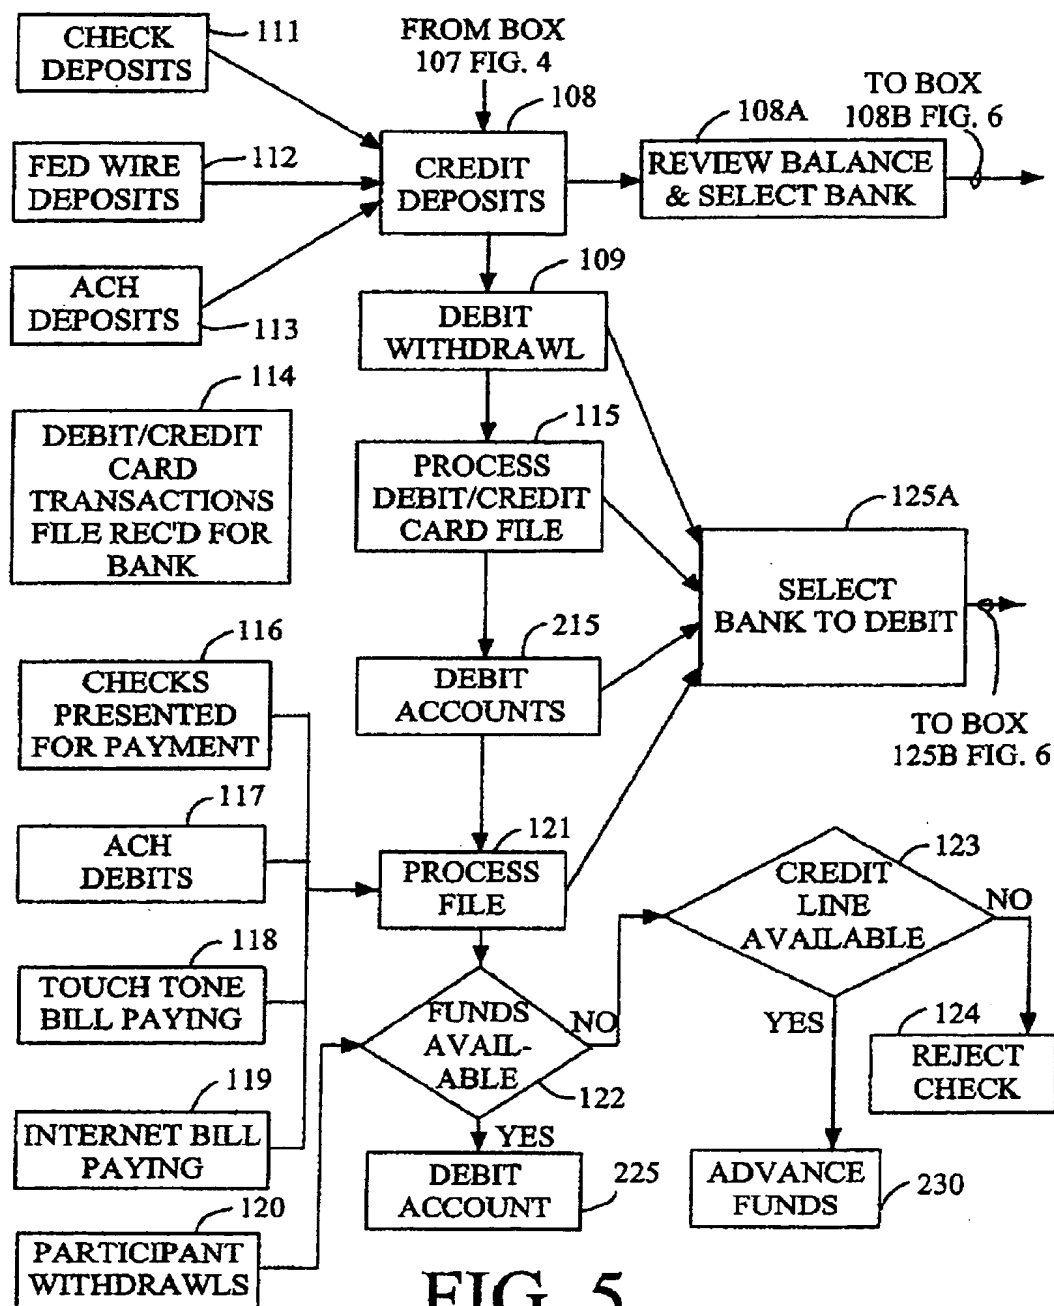 CHECK
DEPOSITS
111
FROM BOX
107 FIG. 4
108
TO BOX
108B FIG. 6
108A
FED WIRE
DEPOSITS
112
CREDIT
DEPOSITS
REVIEW BALANCE
& SELECT BANK
ACH
DEPOSITS
113
109
DEBIT
WITHDRAWL
114
DEBIT/CREDIT
CARD
TRANSACTIONS
FILE REC'D FOR
BANK
115
PROCESS
DEBIT/CREDIT
CARD FILE
125A
SELECT
BANK TO DEBIT
116
CHECKS
PRESENTED
FOR PAYMENT
215
DEBIT
ACCOUNTS
TO BOX
125B FIG. 6
117
ACH
DEBITS
121
PROCESS
FILE
123
CREDIT
LINE
AVAILABLE
NO
118
TOUCH TONE
BILL PAYING
FUNDS
AVAIL-
ABLE
NO
122
YES
YES
124
REJECT
CHECK
119
INTERNET BILL
PAYING
DEBIT
ACCOUNT
225
ADVANCE
FUNDS
230
120
PARTICIPANT
WITHDRAWLS
FIG. 5